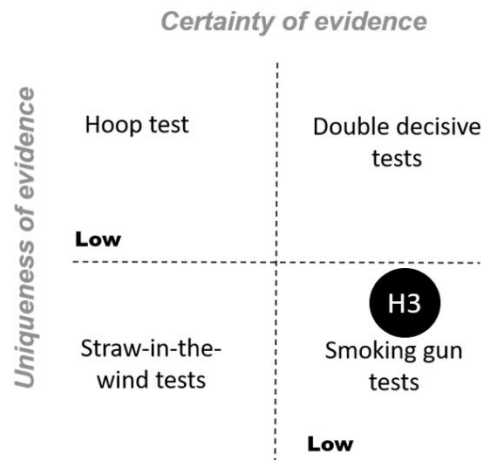 Certainty of evidence
Uniqueness of evidence
Hoop test
Double decisive
tests
Low
H3
Straw-in-the-
wind tests
Smoking gun
tests
Low